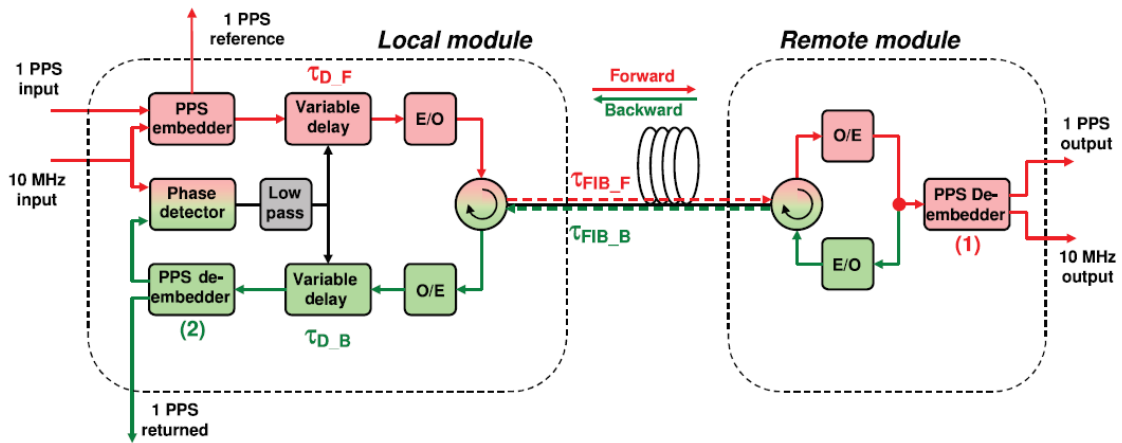 1 PPS
reference
Local module
Remote module
1 PPS
input
τD_F
Forward
Backward
PPS
embedder
Variable
delay
E/O
O/E
1 PPS
output
10 MHz
input
Phase
detector
Low
pass
τFIB_F
τFIB_B
PPS De-
embedder
(1)
PPS de-
embedder
(2)
Variable
delay
O/E
E/O
10 MHz
output
τD_B
1 PPS
returned